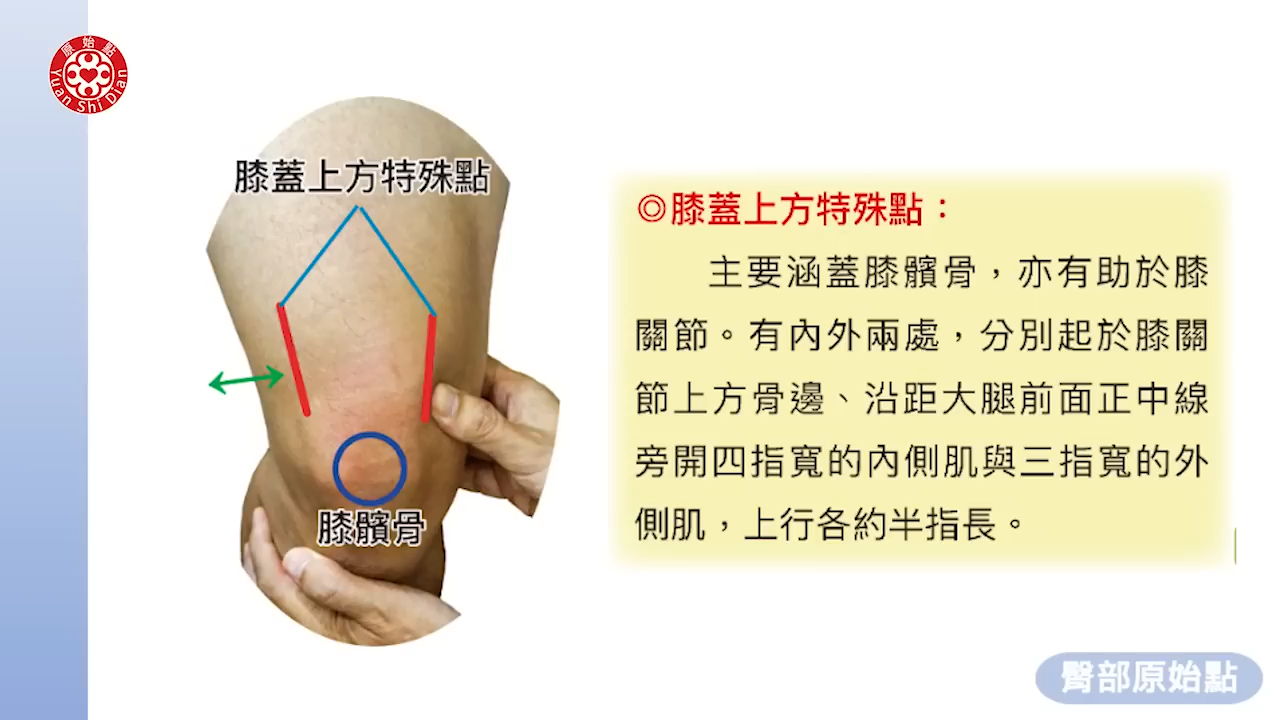 原始點
Yuan Shi Dian
膝蓋上方特殊點
膝髕骨
◎膝蓋上方特殊點：
主要涵蓋膝髕骨，亦有助於膝
關節。有內外兩處，分別起於膝關
節上方骨邊、沿距大腿前面正中線
旁開四指寬的內側肌與三指寬的外
側肌，上行各約半指長。
臀部原始點